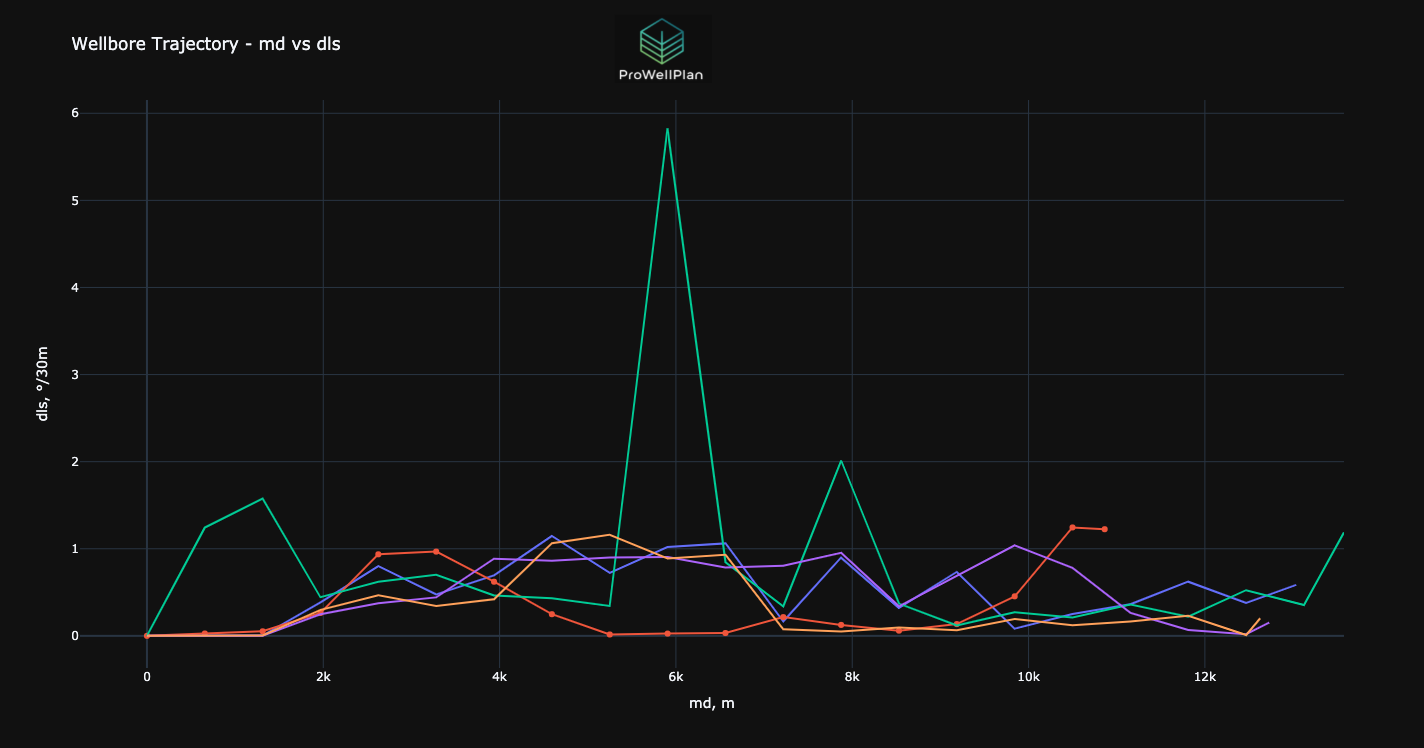 Wellbore Trajectory - md vs dls
ProWellPlan
6
5
4
3
2
1
0
dls, °/30m
0 2k 4k 6k 8k 10k 12k
md, m